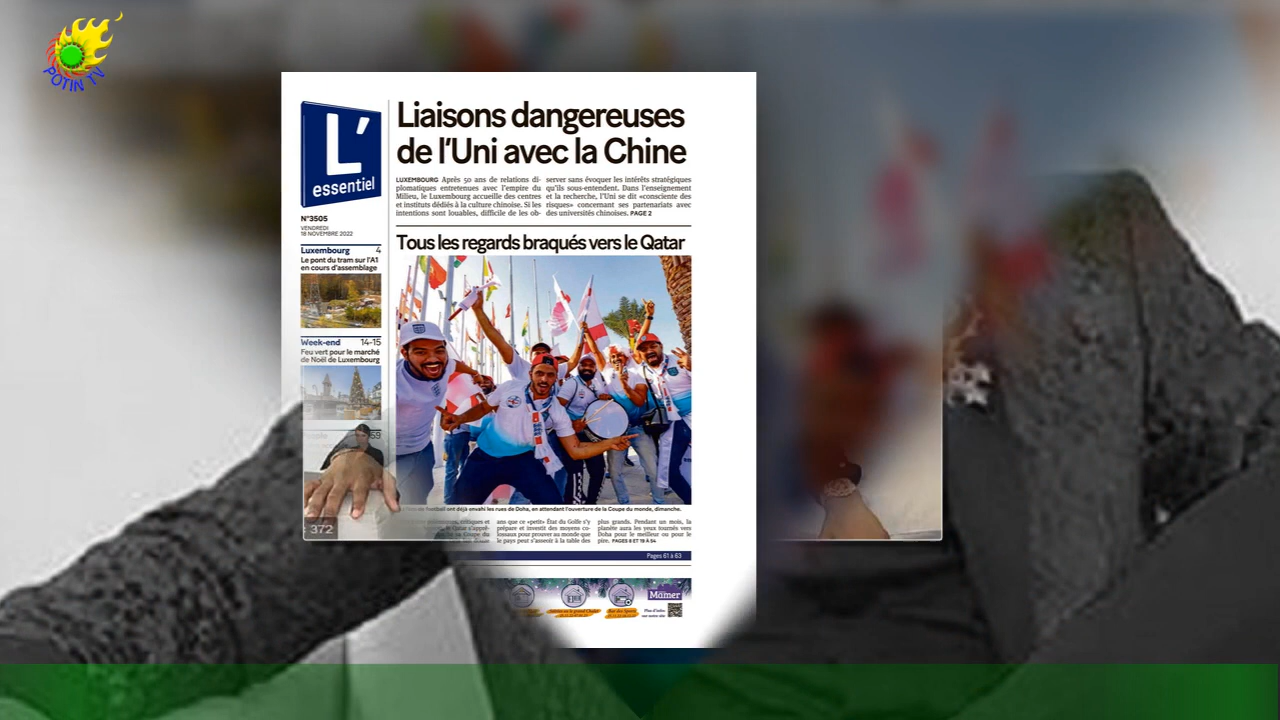 POTIN TV
L'
essentiel
N°3505
VENDREDI
18 NOVEMBRE 2022
Luxembourg 4
Le pont du tram sur l'A1
en cours d'assemblage
Week-end 14-15
Feu vert pour le marché
de Noël de Luxembourg
59
372
Liaisons dangereuses
de l'Uni avec la Chine
LUXEMBOURG Après 50 ans de relations di-
plomatiques entretenues avec l'empire du
Milieu, le Luxembourg accueille des centres
et instituts dédiés à la culture chinoise. Si les
intentions sont louables, difficile de les ob-
server sans évoquer les intérêts stratégiques
qu'ils sous-entendent. Dans l'enseignement
et la recherche, l'Uni se dit «consciente des
risques» concernant ses partenariats avec
des universités chinoises. PAGE 2
Tous les regards braqués vers le Qatar
football ont déjà envahi les rues de Doha, en attendant l'ouverture de la Coupe du monde, dimanche.
ans que ce «petit» État du Golfe s'y
prépare et investit des moyens co-
lossaux pour prouver au monde que
le pays peut s'asseoir à la table des
plus grands. Pendant un mois, la
planète aura les yeux tournés vers
Doha pour le meilleur ou pour le
pire. PAGES 8 ET 19 À 54
Pages 61 à 63
Mamer
Plus d'infos
sur notre site